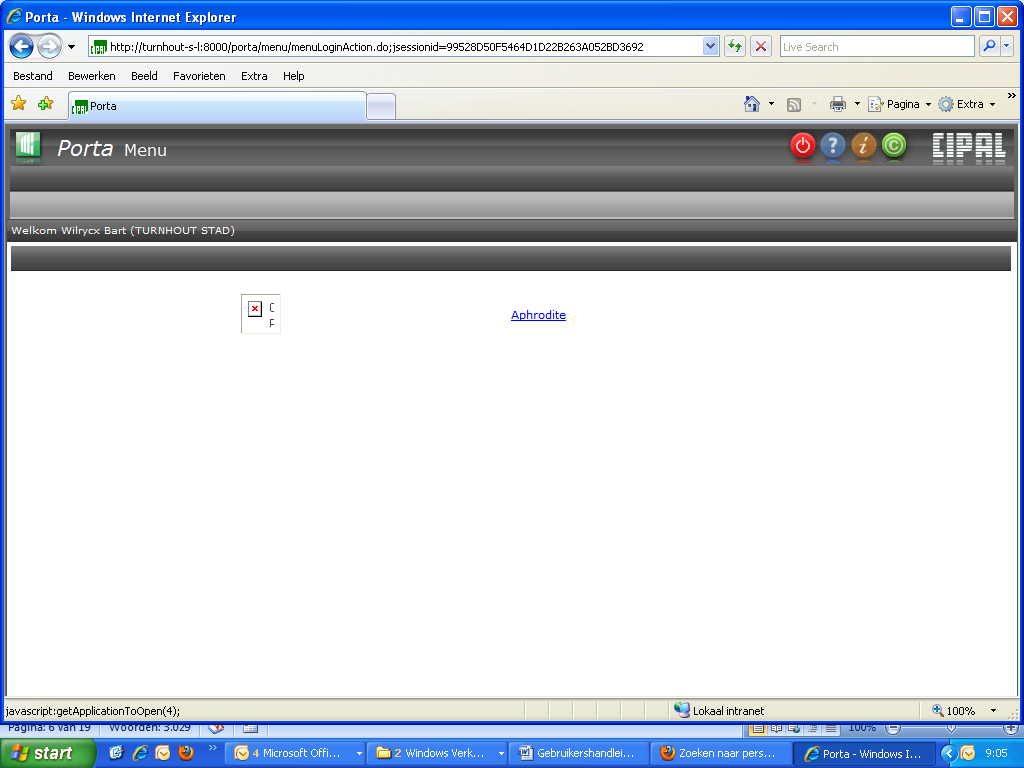 Porta - Windows Internet Explorer
http://turnhout-s-l:8000/porta/menu/menuLoginAction.do;jsessionid=99528D50F5464D1D22B263A052BD3692
Live Search
Bestand Bewerken Beeld Favorieten Extra Help
Porta
Pagina Extra
Porta Menu
CIPAL
Welkom Wilrycx Bart (TURNHOUT STAD)
Aphrodite
javascript:getApplicationToOpen(4);
Lokaal intranet
100%
Pagina: 6 van 19 Woorden: 3.029
100%
start
4 Microsoft Offi...
2 Windows Verk...
Gebruikershandlei...
Zoeken naar pers...
Porta - Windows I...
9:05